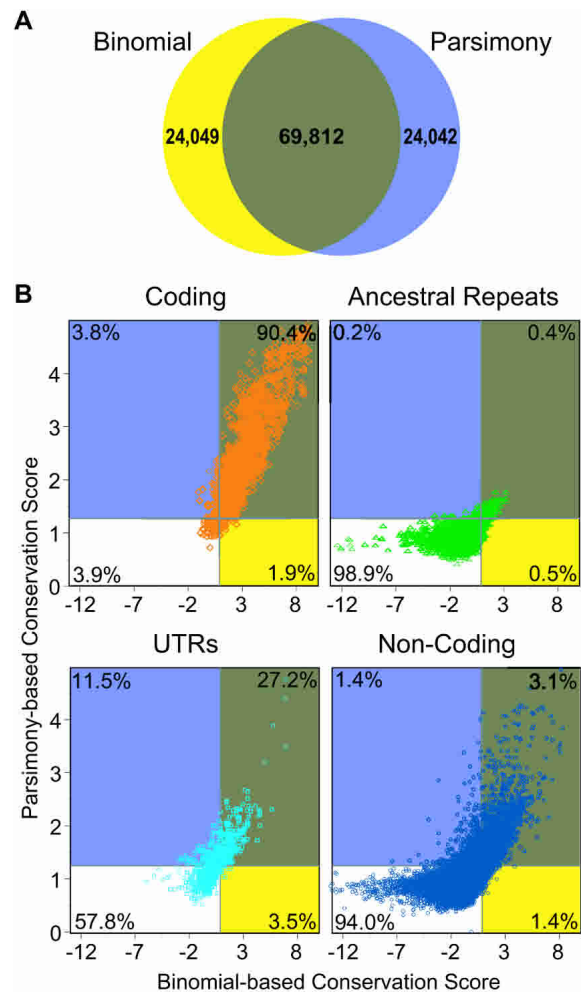 A
Binomial Parsimony
24,049 69,812 24,042
B
Coding Ancestral Repeats
3.8% 90.4% 0.2% 0.4%
4
3
2
1
0
3.9% 1.9% 98.9% 0.5%
-12 -7 -2 3 8 -12 -7 -2 3 8
UTRs Non-Coding
11.5% 27.2% 1.4% 3.1%
4
3
2
1
0
57.8% 3.5% 94.0% 1.4%
-12 -7 -2 3 8 -12 -7 -2 3 8
Parsimony-based Conservation Score
Binomial-based Conservation Score